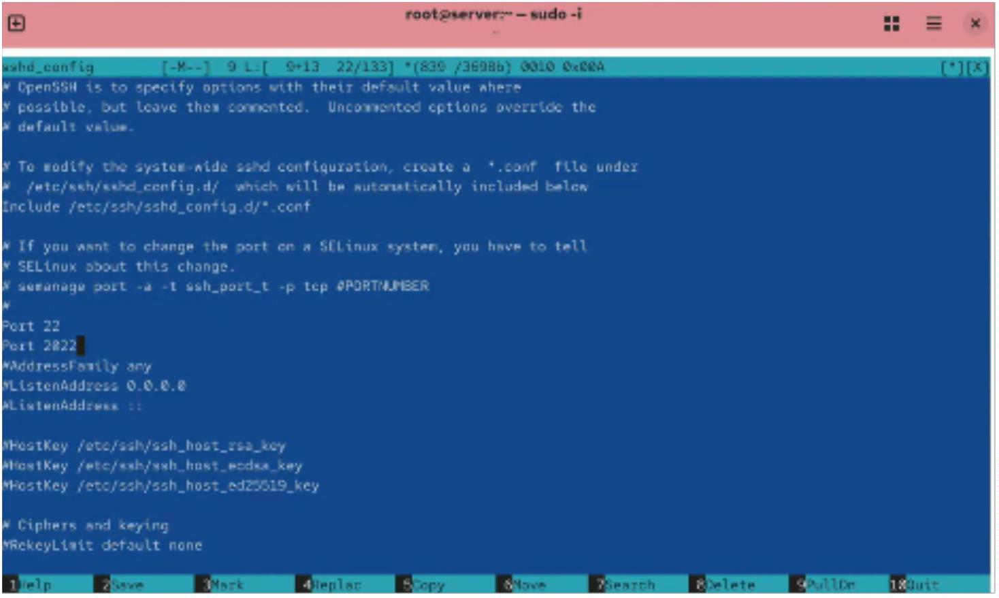 root@server:~ — sudo -i
~
sshd_config [-M--] 9 L:[ 9+13 22/133] *(839 /3698b) 0010 0x00A [*][X]
# OpenSSH is to specify options with their default value where
# possible, but leave them commented. Uncommented options override the
# default value.
# To modify the system-wide sshd configuration, create a *.conf file under
# /etc/ssh/sshd_config.d/ which will be automatically included below
Include /etc/ssh/sshd_config.d/*.conf
# If you want to change the port on a SELinux system, you have to tell
# SELinux about this change.
# semanage port -a -t ssh_port_t -p tcp #PORTNUMBER
#
Port 22
Port 2022
#AddressFamily any
#ListenAddress 0.0.0.0
#ListenAddress ::
#HostKey /etc/ssh/ssh_host_rsa_key
#HostKey /etc/ssh/ssh_host_ecdsa_key
#HostKey /etc/ssh/ssh_host_ed25519_key
# Ciphers and keying
#RekeyLimit default none
1Help 2Save 3Mark 4Replac 5Copy 6Move 7Search 8Delete 9PullDn 10Quit